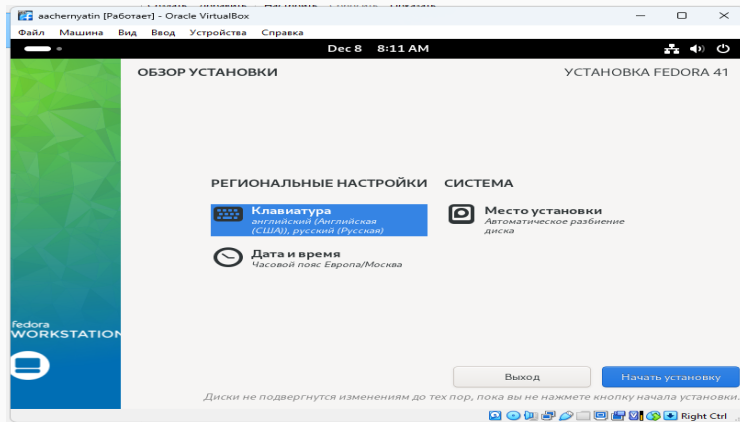 aachernyatin [Работает] - Oracle VirtualBox
Файл Машина Вид Ввод Устройства Справка
Dec 8 8:11 AM
ОБЗОР УСТАНОВКИ
УСТАНОВКА FEDORA 41
РЕГИОНАЛЬНЫЕ НАСТРОЙКИ
СИСТЕМА
Клавиатура
английский (Английская
(США)), русский (Русская)
Место установки
Автоматическое разбиение
диска
Дата и время
Часовой пояс Европа/Москва
fedora
WORKSTATION
Выход
Начать установку
Диски не подвергнутся изменениям до тех пор, пока вы не нажмете кнопку начала установки.
Right Ctrl